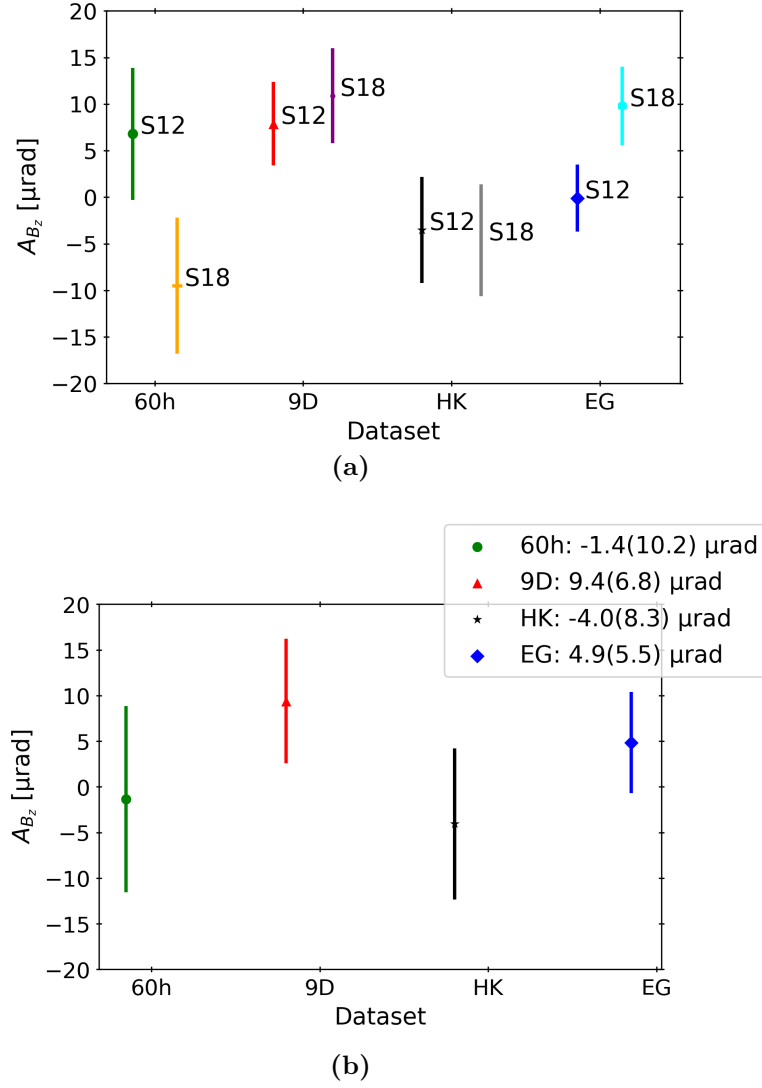 20
15
10
5
0
−5
−10
−15
−20
A_{B_z} [μrad]
S12
S18
S12
S18
S12
S18
S12
S18
60h 9D HK EG
Dataset
(a)
60h: -1.4(10.2) μrad
9D: 9.4(6.8) μrad
HK: -4.0(8.3) μrad
EG: 4.9(5.5) μrad
20
15
10
5
0
−5
−10
−15
−20
A_{B_z} [μrad]
60h 9D HK EG
Dataset
(b)